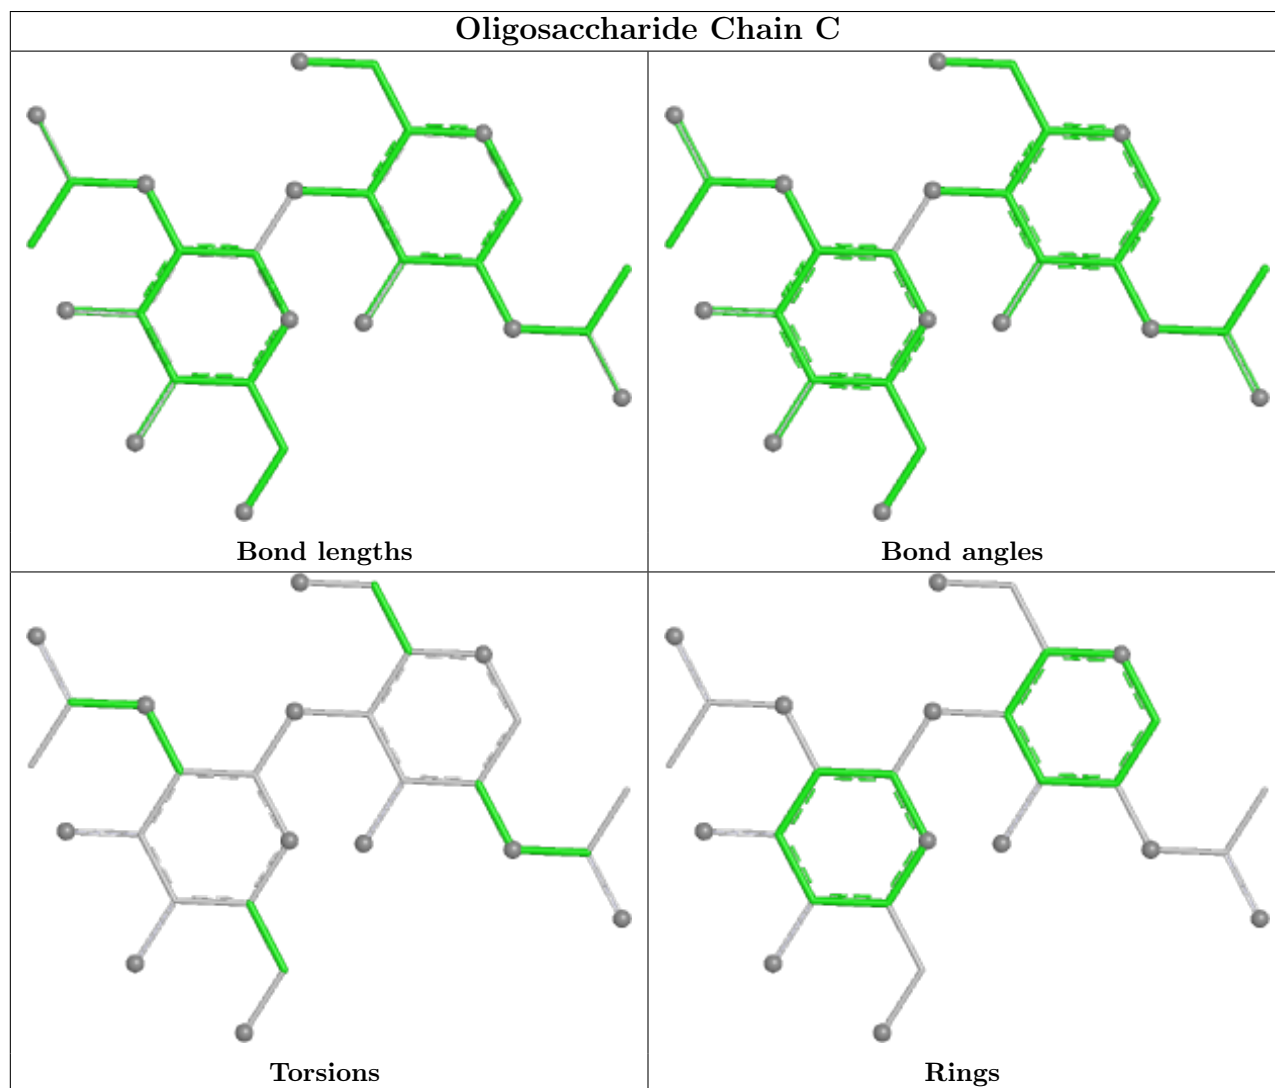 Oligosaccharide Chain C
Bond lengths
Bond angles
Torsions
Rings